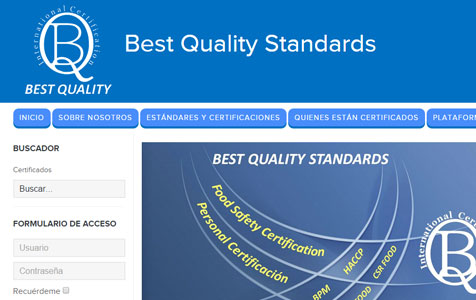 International Certification
BQ
BEST QUALITY
Best Quality Standards
INICIO
SOBRE NOSOTROS
ESTÁNDARES Y CERTIFICACIONES
QUIENES ESTÁN CERTIFICADOS
PLATAFOR
BUSCADOR
Certificados
Buscar...
FORMULARIO DE ACCESO
Usuario
Contraseña
Recuérdeme
BEST QUALITY STANDARDS
Food Safety Certification
Personal Certificación
HACCP
CSR FOOD
BPM
FOOD
International Cer
BQ